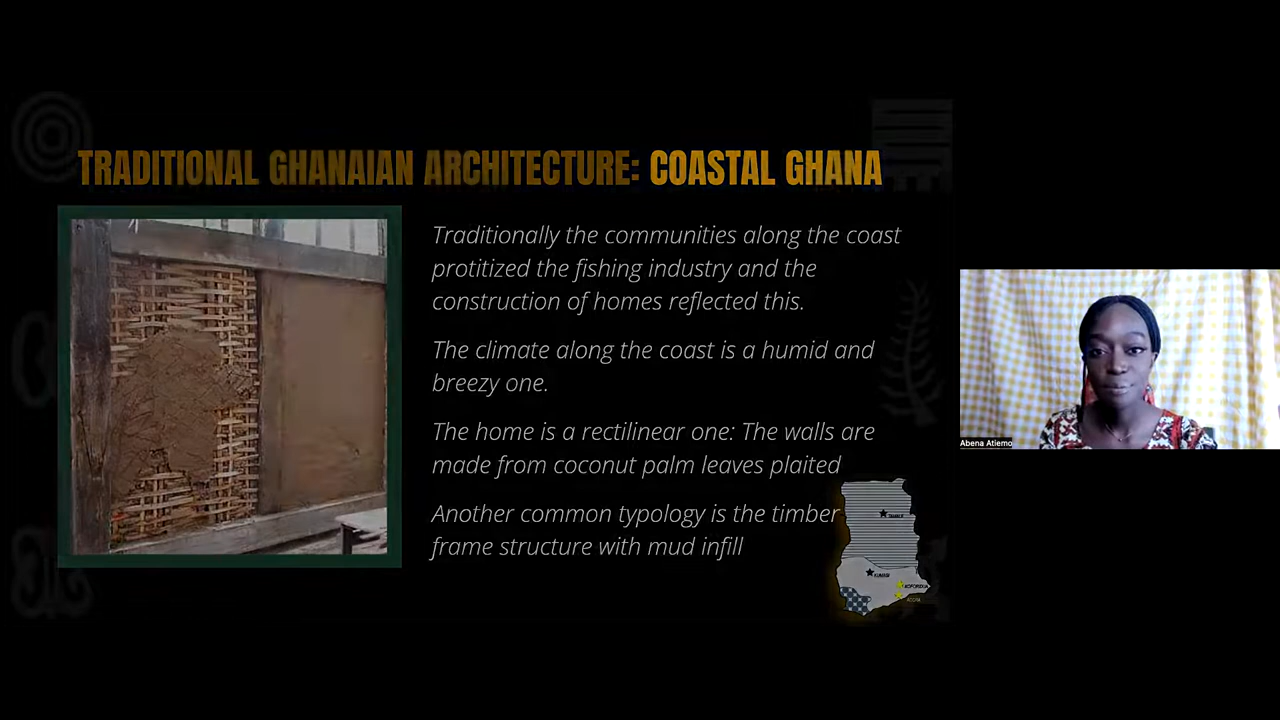 TRADITIONAL GHANAIAN ARCHITECTURE: COASTAL GHANA
Traditionally the communities along the coast
protitized the fishing industry and the
construction of homes reflected this.
The climate along the coast is a humid and
breezy one.
The home is a rectilinear one: The walls are
made from coconut palm leaves plaited
Another common typology is the timber
frame structure with mud infill
KUMASI
KOFORIDUA
ACCRA
Abena Atiemo